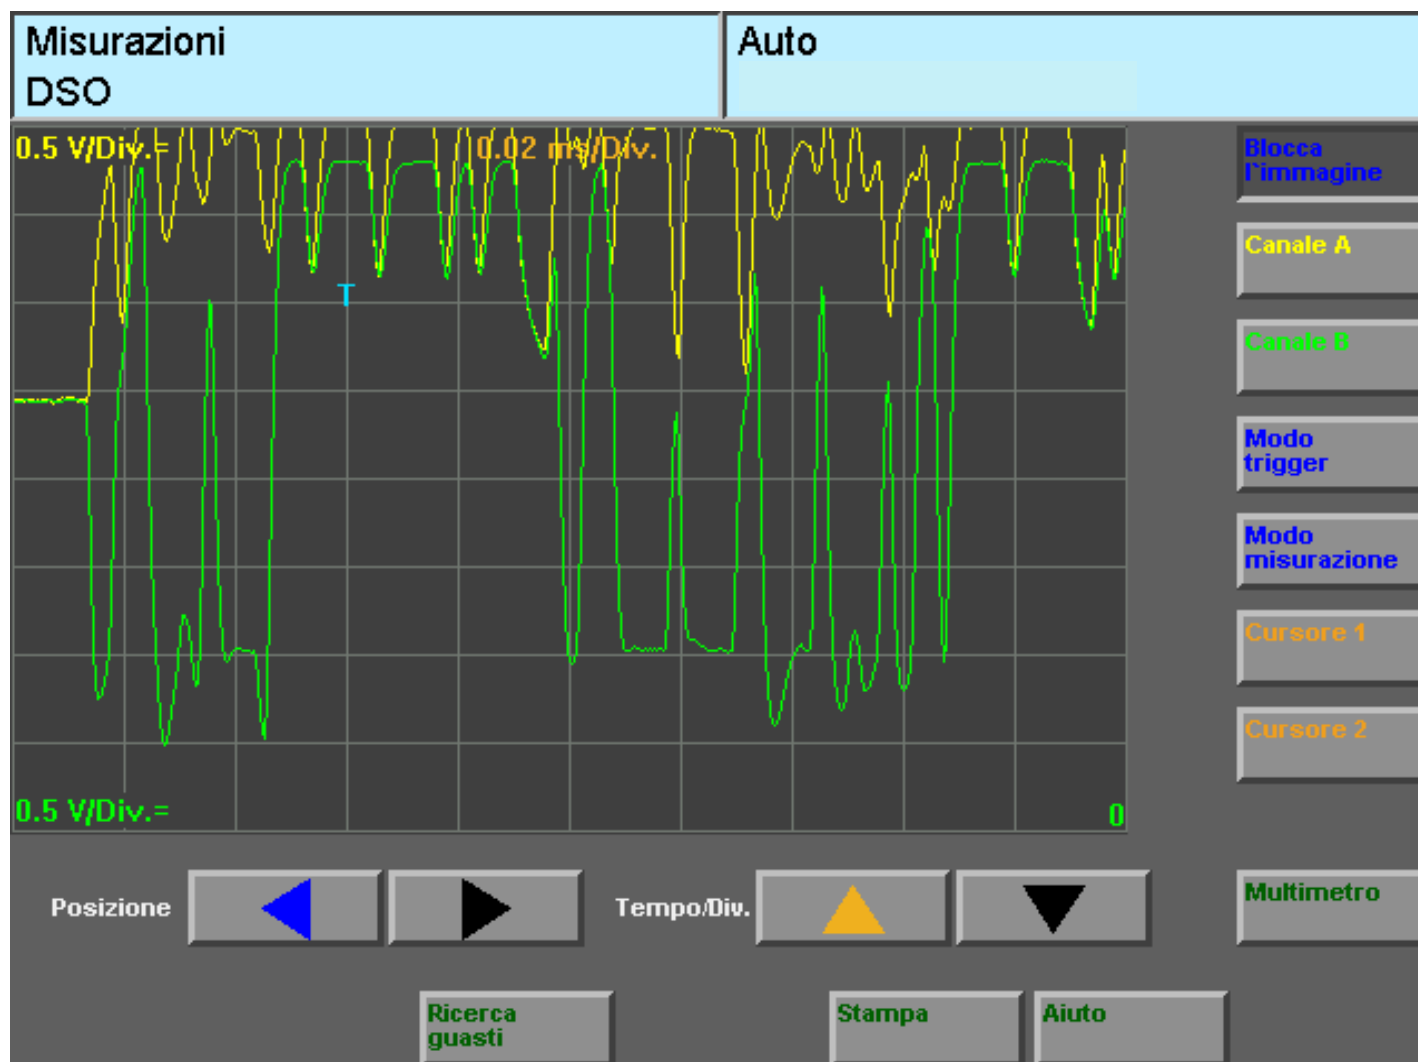 Misurazioni
DSO
Auto
0.5 V/Div.=
0.02 ms/Div.
T
0.5 V/Div.=
0
Blocca
l`immagine
Canale A
Canale B
Modo
trigger
Modo
misurazione
Cursore 1
Cursore 2
Posizione
Tempo/Div.
Multimetro
Ricerca
guasti
Stampa
Aiuto